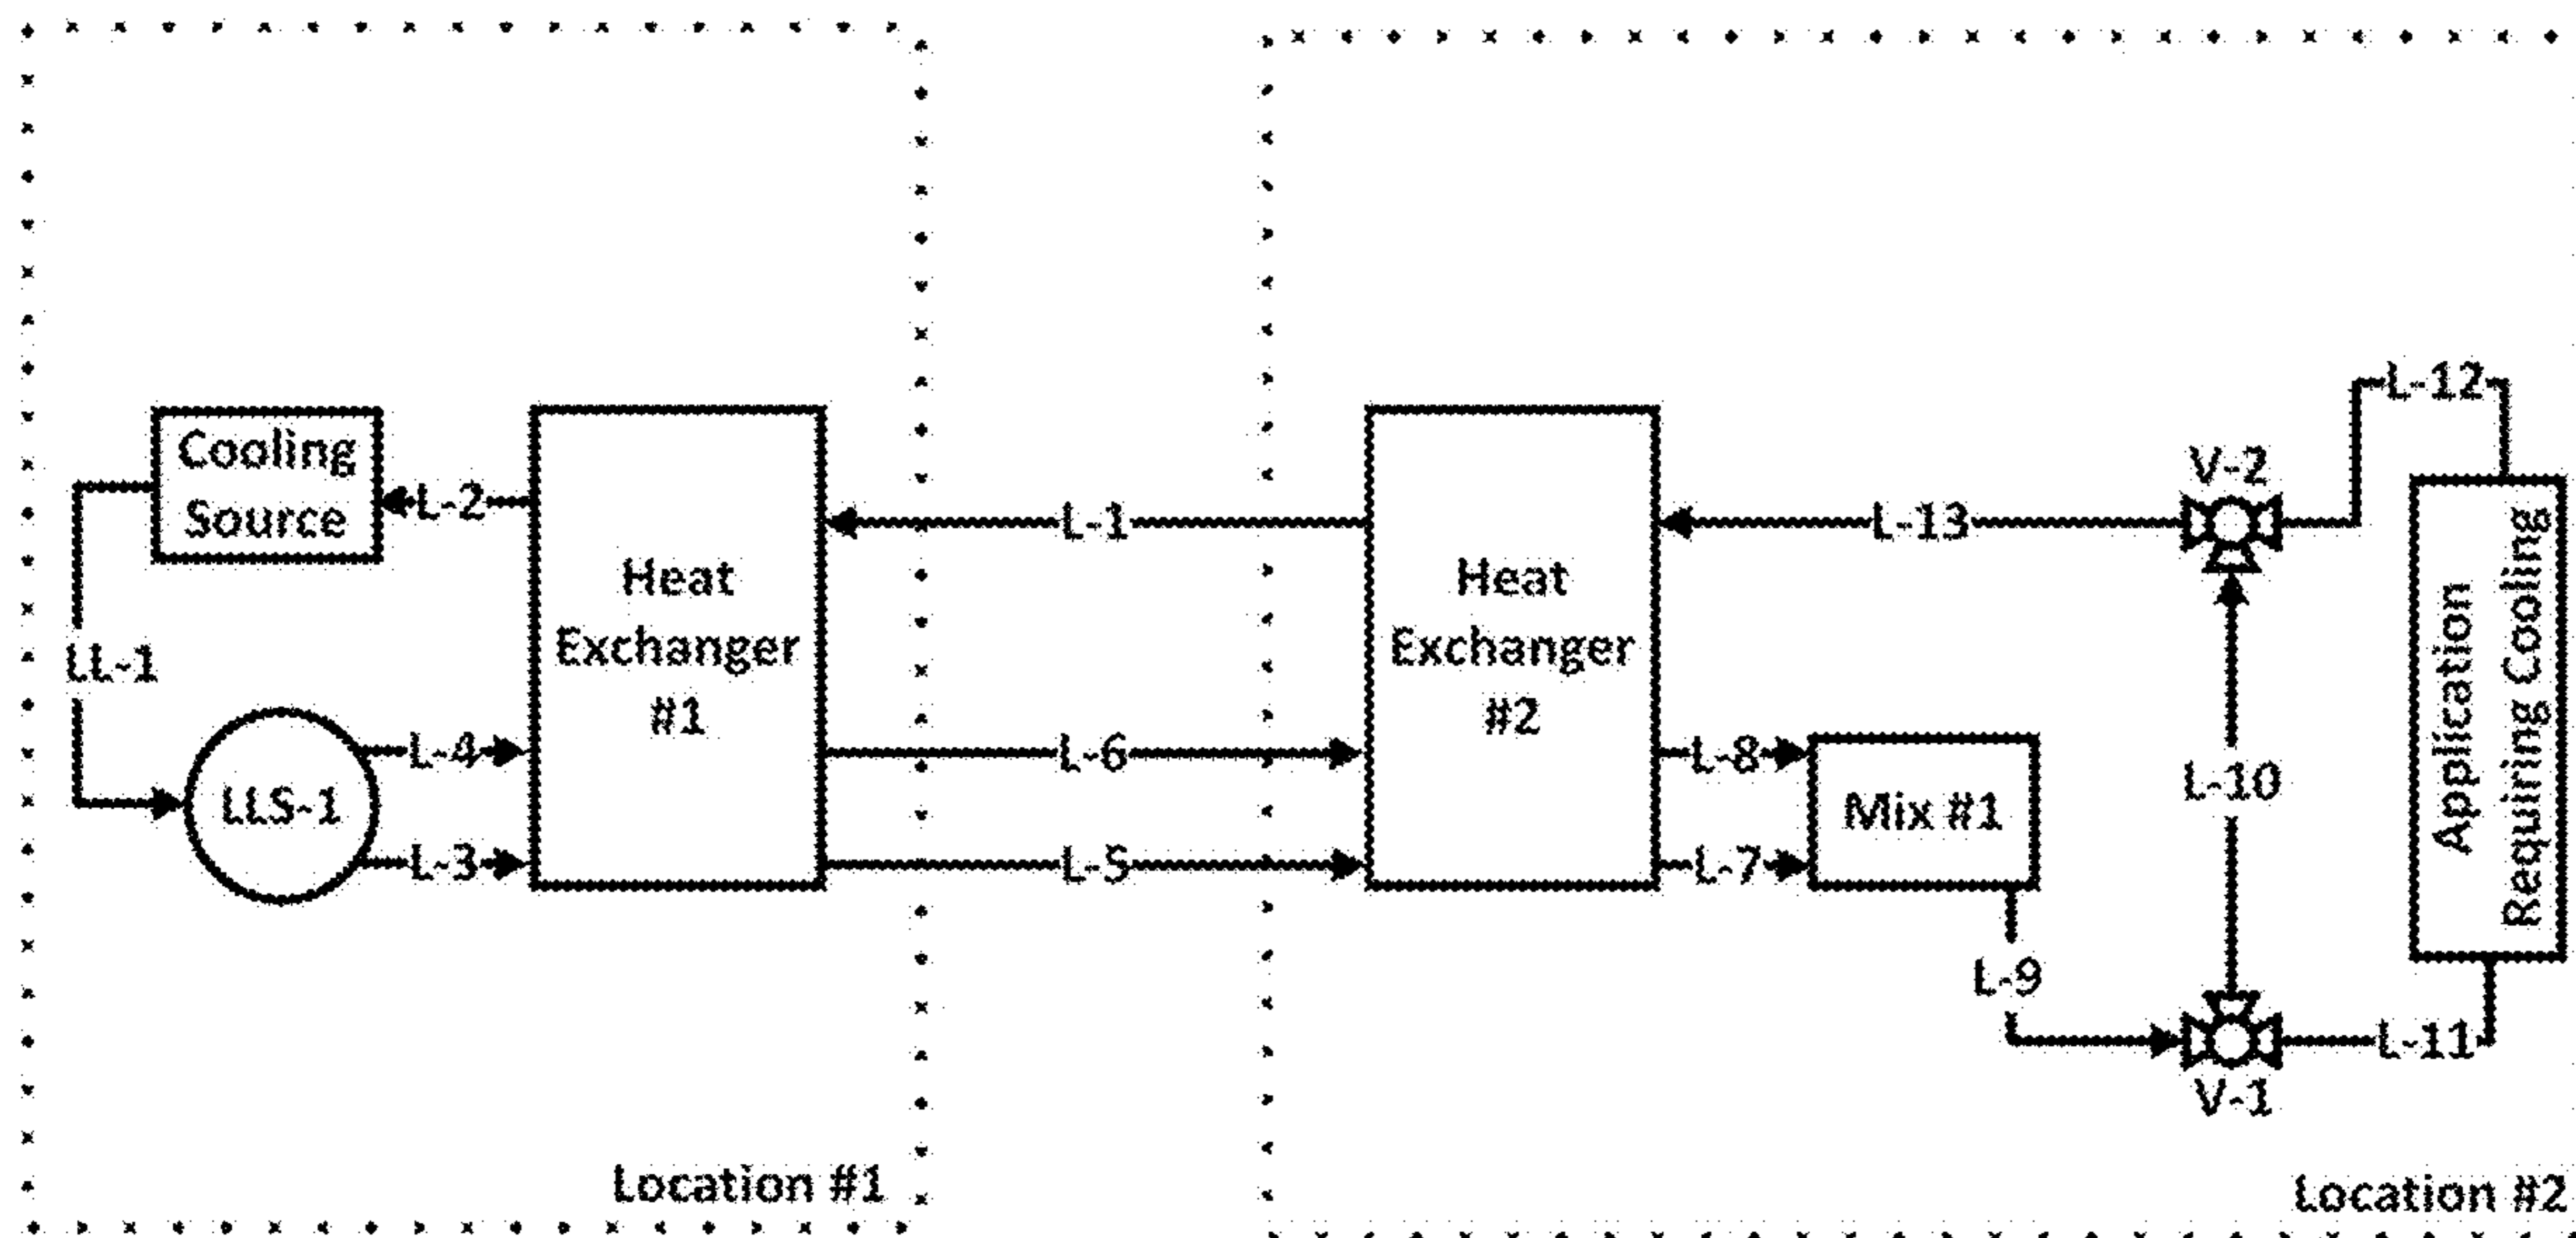 Cooling
Source
L-2
LL-1
LLS-1
L-4
L-3
Heat
Exchanger
#1
L-1
L-6
L-5
Location #1
Heat
Exchanger
#2
L-13
L-8
L-7
Mix #1
L-9
V-2
L-12
L-10
V-1
L-11
Application
Requiring Cooling
Location #2